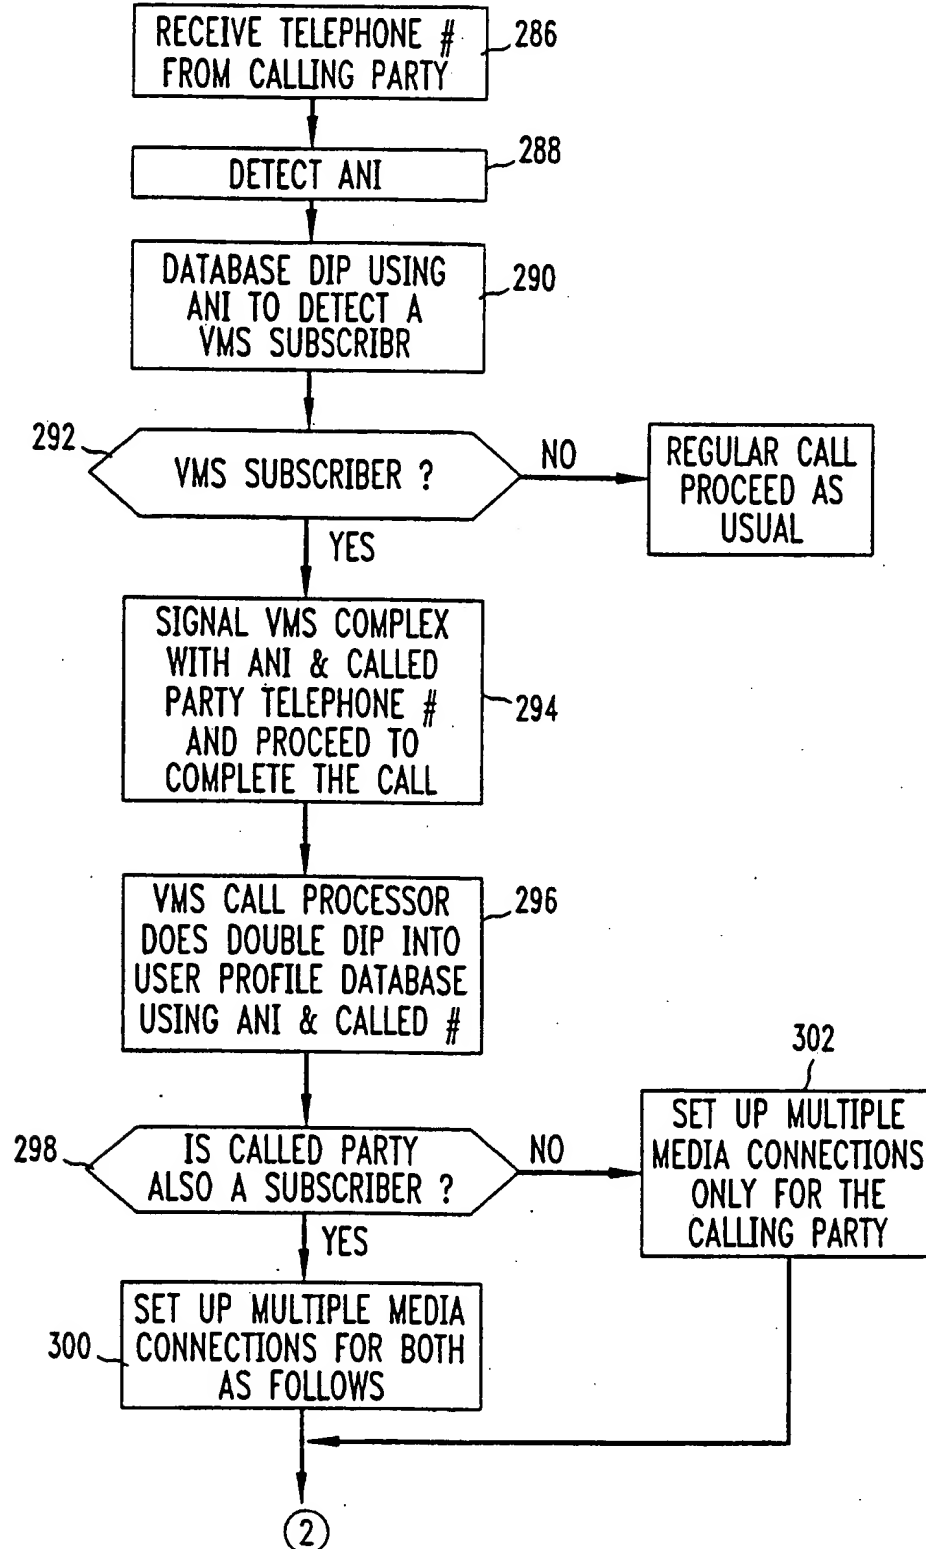 RECEIVE TELEPHONE #
FROM CALLING PARTY
286
DETECT ANI
288
DATABASE DIP USING
ANI TO DETECT A
VMS SUBSCRIBR
290
292
VMS SUBSCRIBER ?
NO
REGULAR CALL
PROCEED AS
USUAL
YES
SIGNAL VMS COMPLEX
WITH ANI & CALLED
PARTY TELEPHONE #
AND PROCEED TO
COMPLETE THE CALL
294
VMS CALL PROCESSOR
DOES DOUBLE DIP INTO
USER PROFILE DATABASE
USING ANI & CALLED #
296
298
IS CALLED PARTY
ALSO A SUBSCRIBER ?
NO
302
SET UP MULTIPLE
MEDIA CONNECTIONS
ONLY FOR THE
CALLING PARTY
YES
300
SET UP MULTIPLE MEDIA
CONNECTIONS FOR BOTH
AS FOLLOWS
2